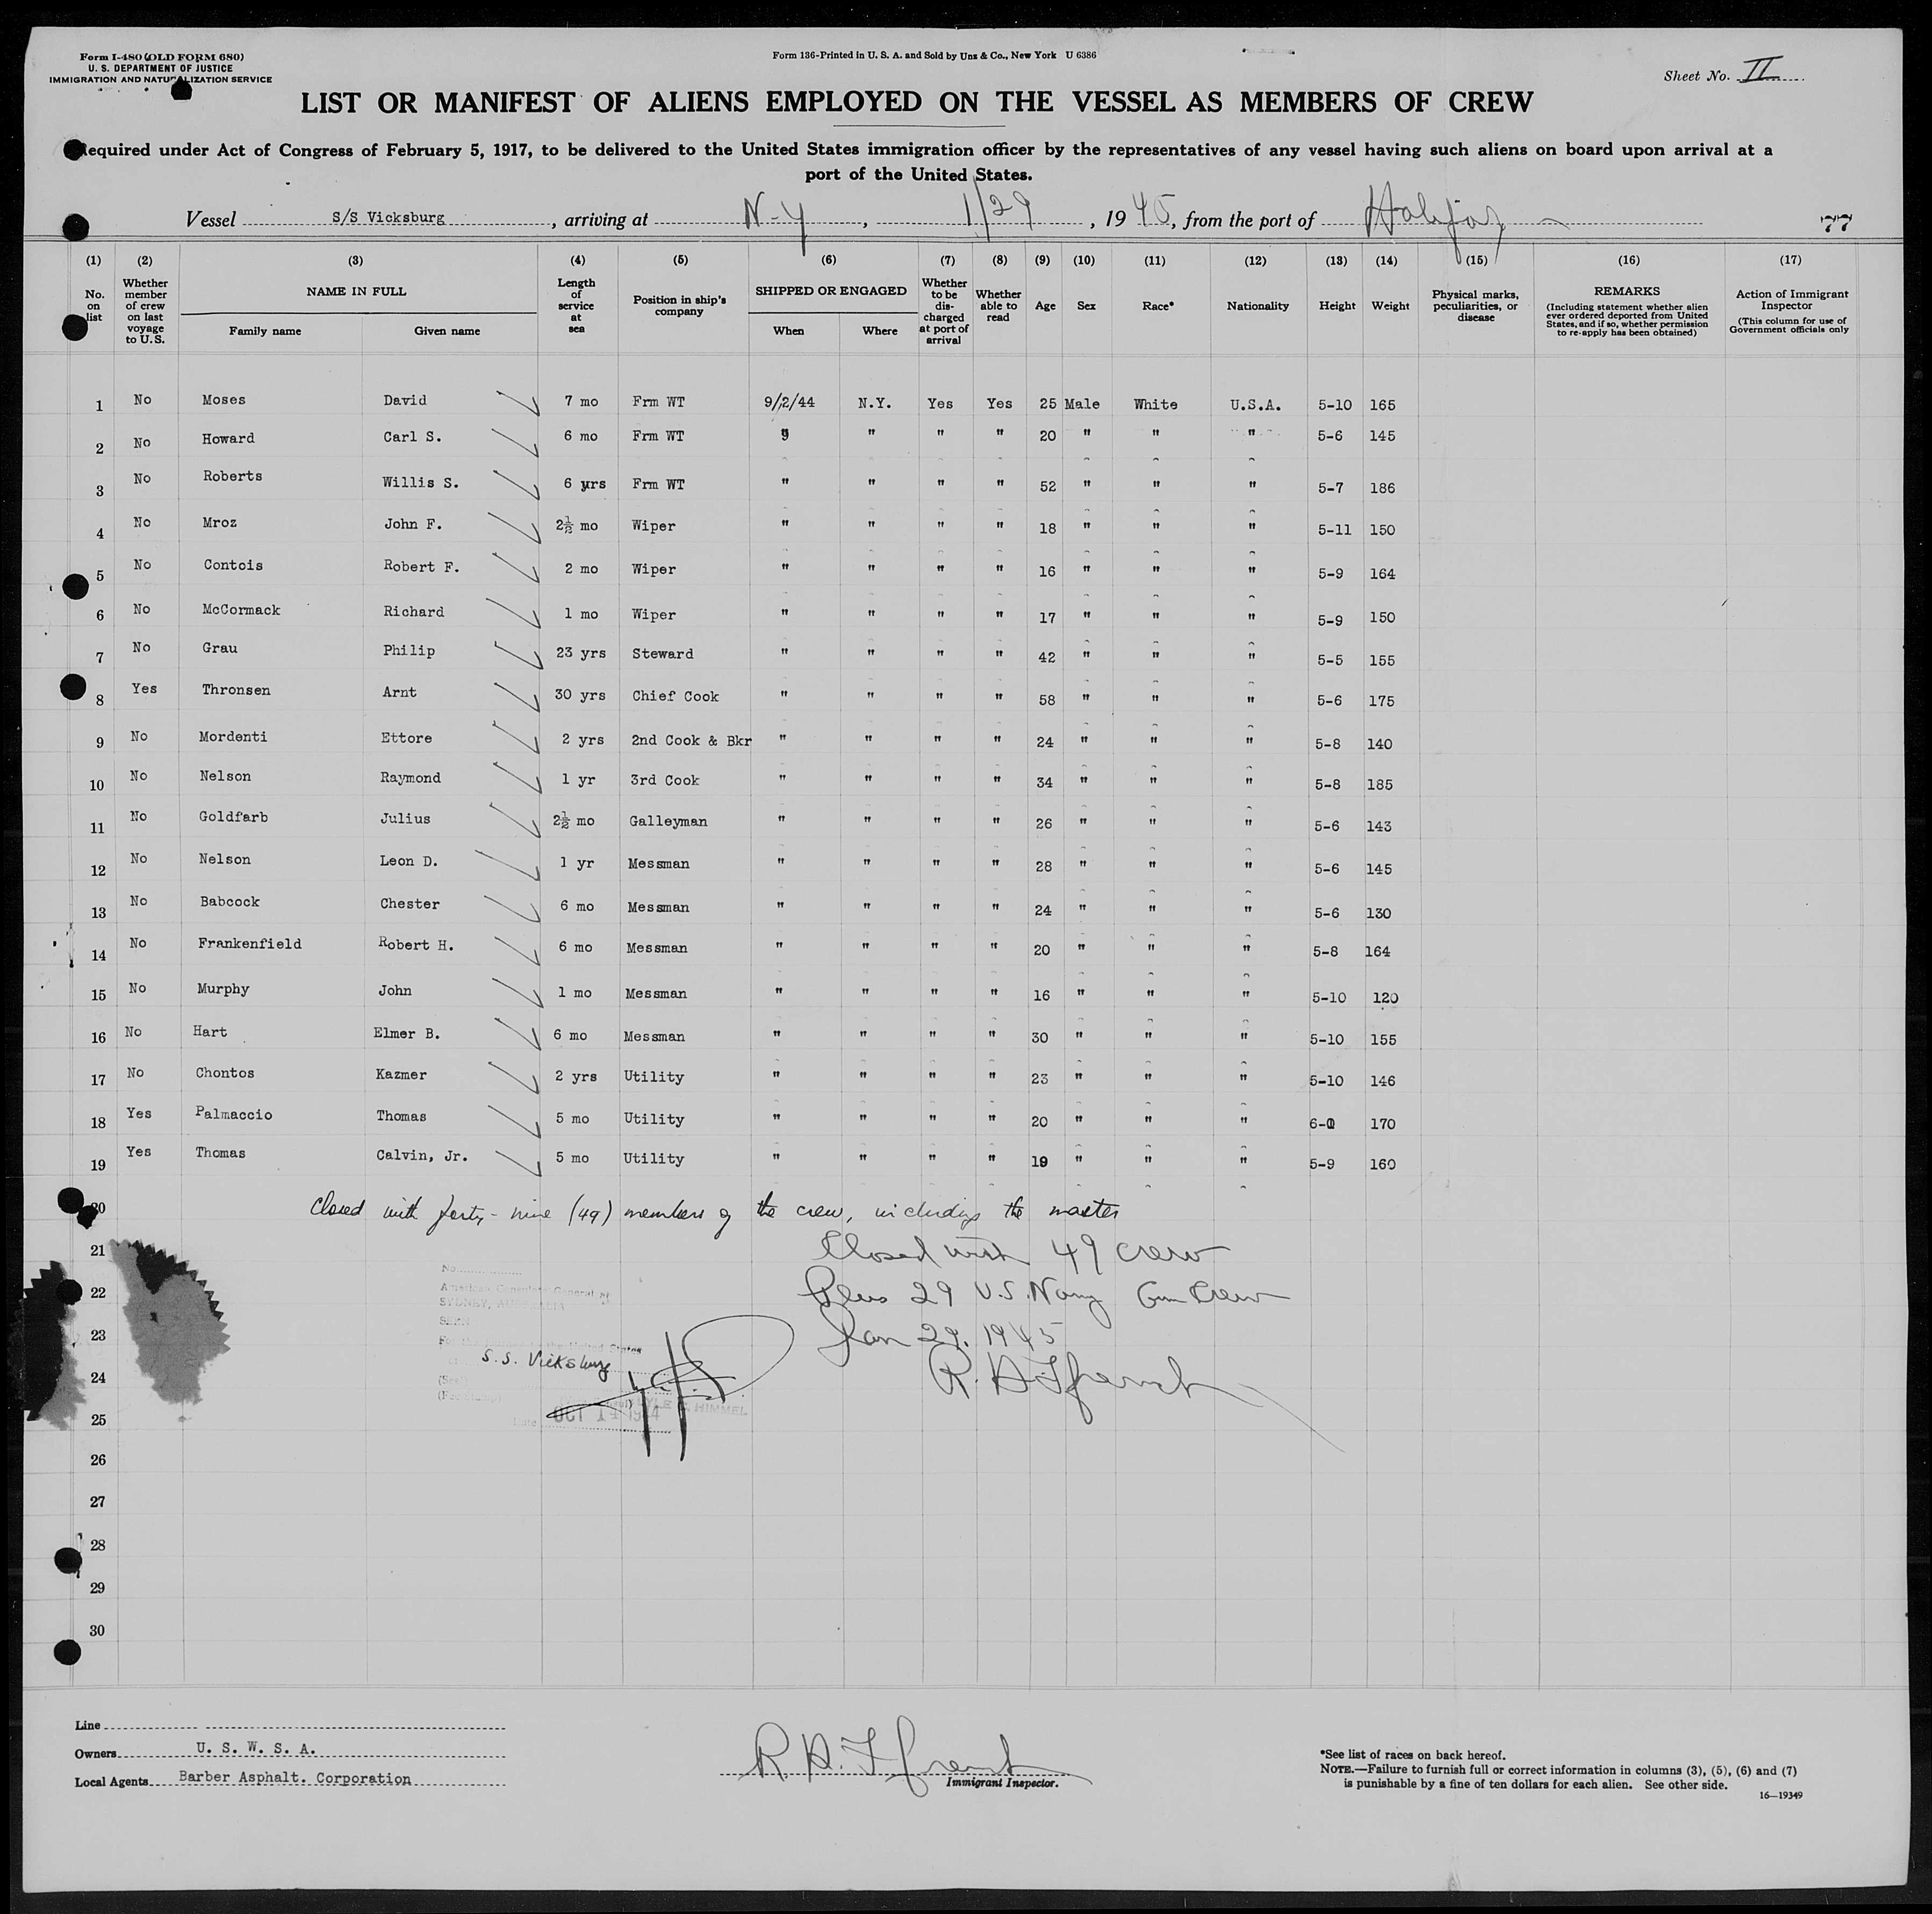 Form I-480 (OLD FORM 680)
U. S. DEPARTMENT OF JUSTICE
IMMIGRATION AND NATURALIZATION SERVICE
Form 136-Printed in U. S. A. and Sold by Unz & Co., New York U 6386
Sheet No. II
LIST OR MANIFEST OF ALIENS EMPLOYED ON THE VESSEL AS MEMBERS OF CREW
Required under Act of Congress of February 5, 1917, to be delivered to the United States immigration officer by the representatives of any vessel having such aliens on board upon arrival at a
port of the United States.
Vessel S/S Vicksburg, arriving at N-Y, 1/29, 1945, from the port of Halifax
77
(1) (2) (3) (4) (5) (6) (7) (8) (9) (10) (11) (12) (13) (14) (15) (16) (17)
No. on list
Whether member of crew on last voyage to U.S.
NAME IN FULL
Family name Given name
Length of service at sea
Position in ship's company
SHIPPED OR ENGAGED
When Where
Whether to be discharged at port of arrival
Whether able to read
Age
Sex
Race*
Nationality
Height
Weight
Physical marks, peculiarities, or disease
REMARKS
(Including statement whether alien ever ordered deported from United States, and if so, whether permission to re-apply has been obtained)
Action of Immigrant Inspector
(This column for use of Government officials only
1 No Moses David 7 mo Frm WT 9/2/44 N.Y. Yes Yes 25 Male White U.S.A. 5-10 165
2 No Howard Carl S. 6 mo Frm WT " " " " 20 " " " 5-6 145
3 No Roberts Willis S. 6 yrs Frm WT " " " " 52 " " " 5-7 186
4 No Mroz John F. 2½ mo Wiper " " " " 18 " " " 5-11 150
5 No Contois Robert F. 2 mo Wiper " " " " 16 " " " 5-9 164
6 No McCormack Richard 1 mo Wiper " " " " 17 " " " 5-9 150
7 No Grau Philip 23 yrs Steward " " " " 42 " " " 5-5 155
8 Yes Thronsen Arnt 30 yrs Chief Cook " " " " 58 " " " 5-6 175
9 No Mordenti Ettore 2 yrs 2nd Cook & Bkr " " " " 24 " " " 5-8 140
10 No Nelson Raymond 1 yr 3rd Cook " " " " 34 " " " 5-8 185
11 No Goldfarb Julius 2½ mo Galleyman " " " " 26 " " " 5-6 143
12 No Nelson Leon D. 1 yr Messman " " " " 28 " " " 5-6 145
13 No Babcock Chester 6 mo Messman " " " " 24 " " " 5-6 130
14 No Frankenfield Robert H. 6 mo Messman " " " " 20 " " " 5-8 164
15 No Murphy John 1 mo Messman " " " " 16 " " " 5-10 120
16 No Hart Elmer B. 6 mo Messman " " " " 30 " " " 5-10 155
17 No Chontos Kazmer 2 yrs Utility " " " " 23 " " " 5-10 146
18 Yes Palmaccio Thomas 5 mo Utility " " " " 20 " " " 6-0 170
19 Yes Thomas Calvin, Jr. 5 mo Utility " " " " 19 " " " 5-9 160
20 Closed with forty-nine (49) members of the crew, including the master
21 Closed with 49 crew
22 Plus 29 U.S. Navy Gun Crew
23 Jan 29, 1945
24
25
26
27
28
29
30
No.
American Consulate General at
SYDNEY, AUSTRALIA
S.S. Vicksburg
(Seal)
HIMMEL
Date OCT 14 1944
Line
Owners U. S. W. S. A.
Local Agents Barber Asphalt. Corporation
Immigrant Inspector.
*See list of races on back hereof.
NOTE.—Failure to furnish full or correct information in columns (3), (5), (6) and (7)
is punishable by a fine of ten dollars for each alien. See other side.
16—19349